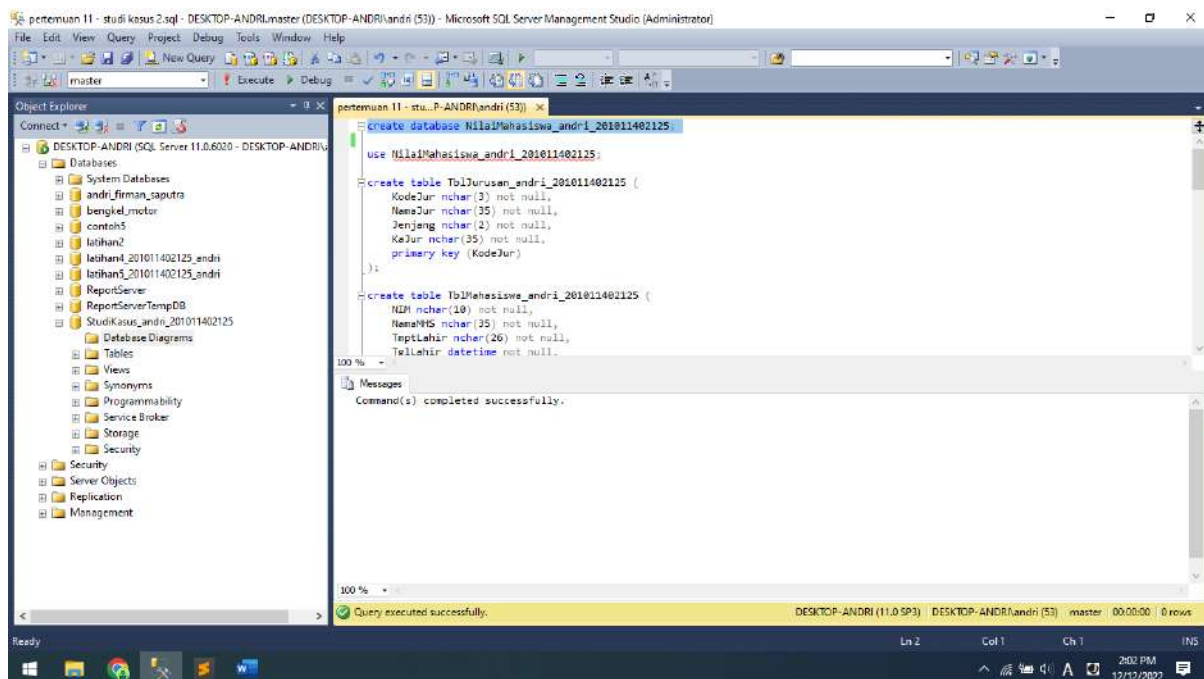 pertemuan 11 - studi kasus 2.sql - DESKTOP-ANDRI.master (DESKTOP-ANDRI\andri (53)) - Microsoft SQL Server Management Studio (Administrator)
File Edit View Query Project Debug Tools Window Help
New Query
master Execute Debug
Object Explorer
Connect
DESKTOP-ANDRI (SQL Server 11.0.6020 - DESKTOP-ANDRI\
Databases
System Databases
andri_firman_saputra
bengkel_motor
contoh5
latihan2
latihan4_201011402125_andri
latihan5_201011402125_andri
ReportServer
ReportServerTempDB
StudiKasus_andri_201011402125
Database Diagrams
Tables
Views
Synonyms
Programmability
Service Broker
Storage
Security
Security
Server Objects
Replication
Management
pertemuan 11 - stu...P-ANDRI\andri (53))
create database NilaiMahasiswa_andri_201011402125;
use NilaiMahasiswa_andri_201011402125;
create table TblJurusan_andri_201011402125 (
KodeJur nchar(3) not null,
NamaJur nchar(35) not null,
Jenjang nchar(2) not null,
KaJur nchar(35) not null,
primary key (KodeJur)
);
create table TblMahasiswa_andri_201011402125 (
NIM nchar(10) not null,
NamaMHS nchar(35) not null,
TmptLahir nchar(26) not null,
TglLahir datetime not null,
100 %
Messages
Command(s) completed successfully.
100 %
Query executed successfully. DESKTOP-ANDRI (11.0 SP3) DESKTOP-ANDRI\andri (53) master 00:00:00 0 rows
Ready Ln 2 Col 1 Ch 1 INS
2:02 PM
12/12/2022